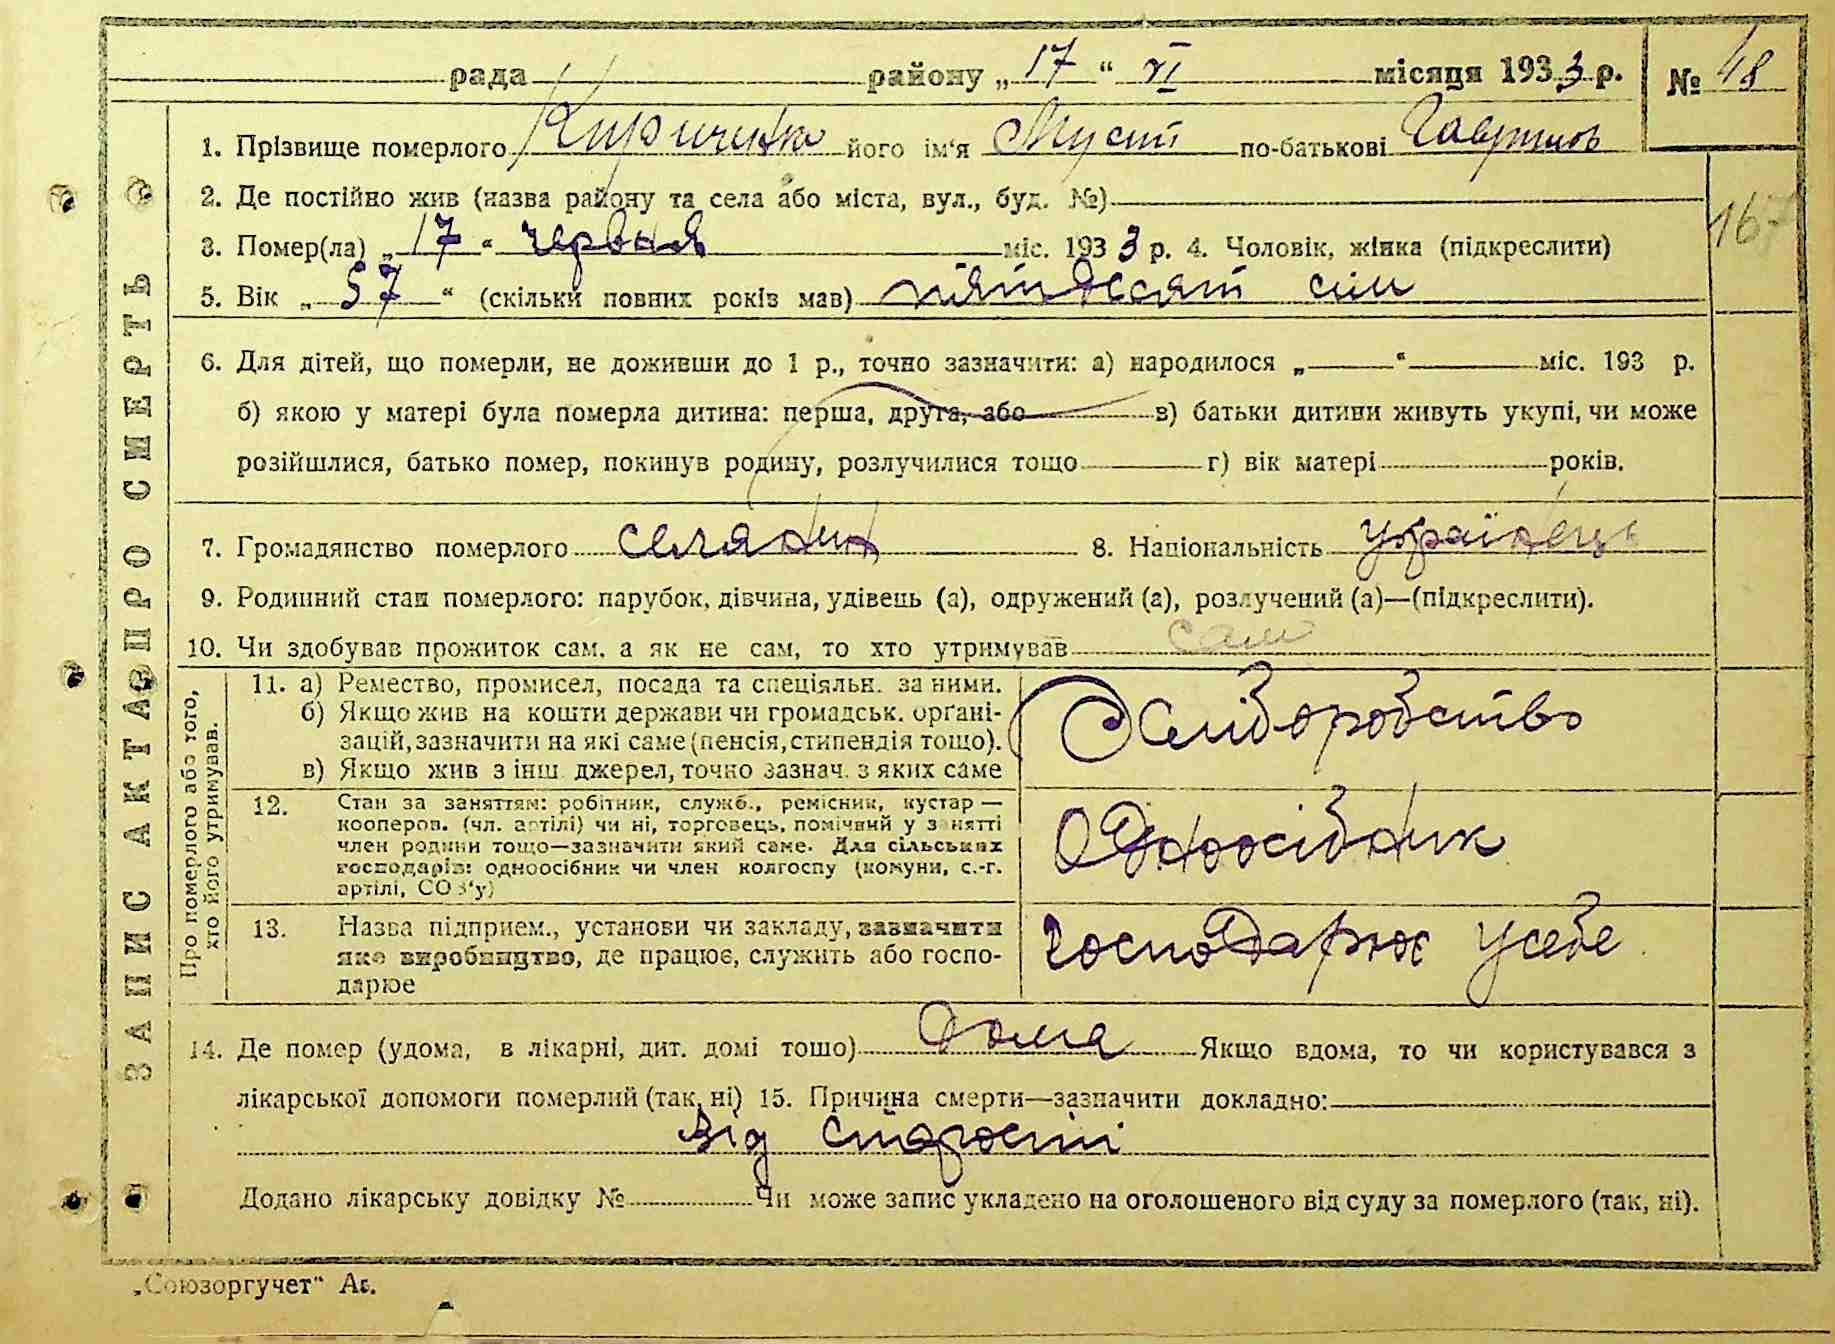 рада району „17“ VI місяця 1933 р. № 48
1. Прізвище померлого Кириченко його ім'я Мусій по-батькові Гаврилов
2. Де постійно жив (назва району та села або міста, вул., буд. №)
167
3. Помер(ла) „17“ червня міс. 1933 р. 4. Чоловік, жінка (підкреслити)
5. Вік „57“ (скільки повних років мав) пятдесят сім
6. Для дітей, що померли, не доживши до 1 р., точно зазначити: а) народилося „ “ міс. 193 р.
б) якою у матері була померла дитина: перша, друга, або в) батьки дитини живуть укупі, чи може
розійшлися, батько помер, покинув родину, розлучилися тощо г) вік матері років.
7. Громадянство померлого селянин 8. Національність українець
9. Родинний стан померлого: парубок, дівчина, удівець (а), одружений (а), розлучений (а)—(підкреслити).
10. Чи здобував прожиток сам, а як не сам, то хто утримував сам
Про померлого або того,
хто його утримував.
11. а) Ремество, промисел, посада та спеціяльн. за ними.
б) Якщо жив на кошти держави чи громадськ. орґані-
зацій, зазначити на які саме (пенсія, стипендія тощо).
в) Якщо жив з інш. джерел, точно зазнач. з яких саме
12. Стан за заняттям: робітник, служб., ремісник, кустар —
кооперов. (чл. артілі) чи ні, торговець, помічний у занятті
член родини тощо—зазначити який саме. Для сільських
господарів: одноосібник чи член колгоспу (комуни, с.-г.
артілі, СОЗ'у)
одноосібник
13. Назва підприєм., установи чи закладу, зазначити
яке виробництво, де працює, служить або госпо-
дарює
господарює усебе
14. Де помер (удома, в лікарні, дит. домі тощо) дома Якщо вдома, то чи користувався з
лікарської допомоги померлий (так, ні) 15. Причина смерти—зазначити докладно:
від старости
Додано лікарську довідку № Чи може запис укладено на оголошеного від суду за померлого (так, ні).
ЗАПИС АКТА ПРО СМЕРТЬ
„Союзоргучет“ Аг.